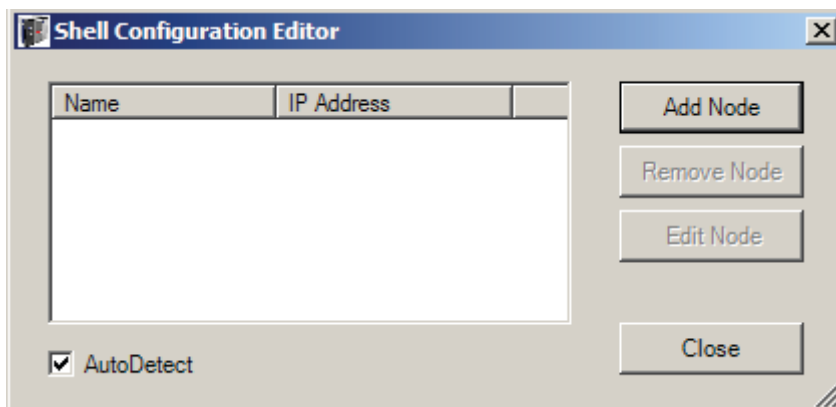 Shell Configuration Editor
Name IP Address
Add Node
Remove Node
Edit Node
Close
AutoDetect